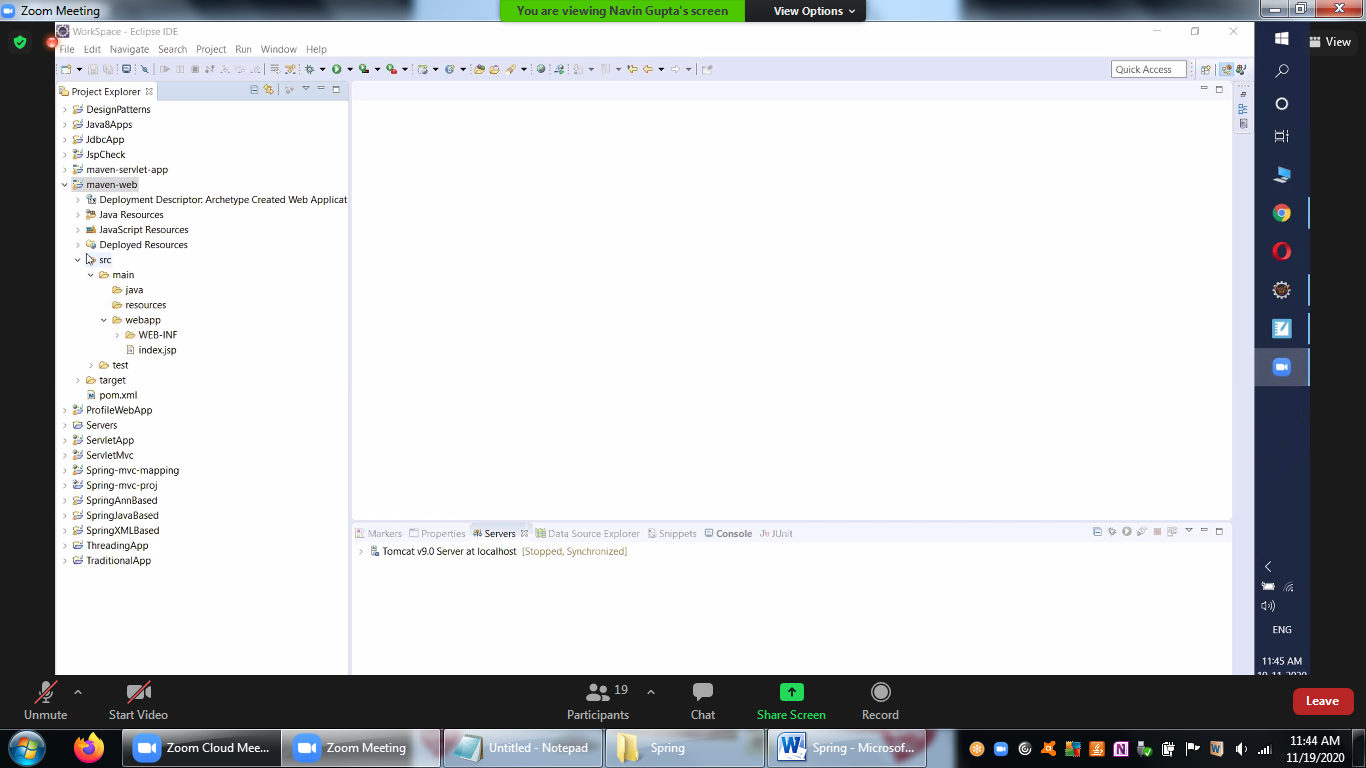 Zoom Meeting
You are viewing Navin Gupta's screen View Options
WorkSpace - Eclipse IDE
View
File Edit Navigate Search Project Run Window Help
Quick Access
Project Explorer
DesignPatterns
Java8Apps
JdbcApp
JspCheck
maven-servlet-app
maven-web
Deployment Descriptor: Archetype Created Web Applicat
Java Resources
JavaScript Resources
Deployed Resources
src
main
java
resources
webapp
WEB-INF
index.jsp
test
target
pom.xml
ProfileWebApp
Servers
ServletApp
ServletMvc
Spring-mvc-mapping
Spring-mvc-proj
SpringAnnBased
SpringJavaBased
SpringXMLBased
ThreadingApp
TraditionalApp
Markers Properties Servers Data Source Explorer Snippets Console JUnit
Tomcat v9.0 Server at localhost [Stopped, Synchronized]
ENG
11:45 AM
Unmute Start Video Participants 19 Chat Share Screen Record Leave
Zoom Cloud Mee... Zoom Meeting Untitled - Notepad Spring Spring - Microsof...
11:44 AM
11/19/2020